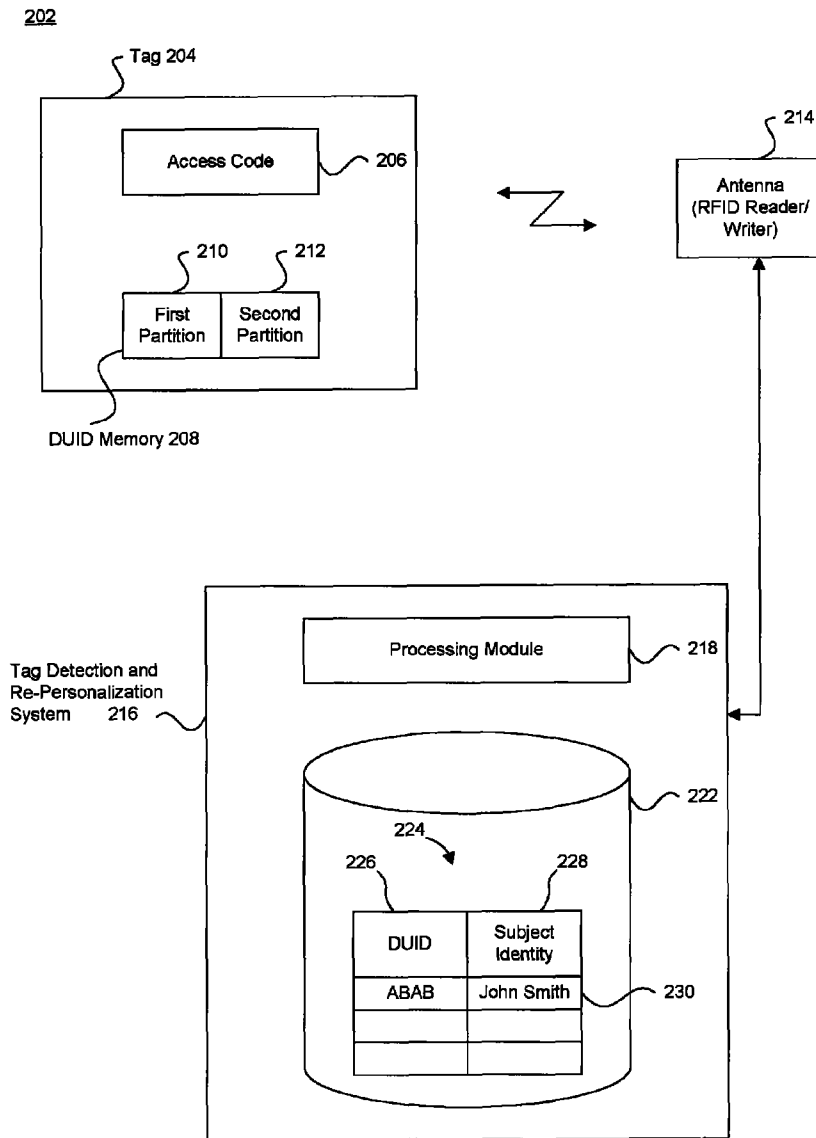 202
Tag 204
Access Code
206
214
Antenna
(RFID Reader/
Writer)
210
212
First
Partition
Second
Partition
DUID Memory 208
Tag Detection and
Re-Personalization
System 216
Processing Module
218
222
224
226
228
DUID
Subject
Identity
ABAB
John Smith
230